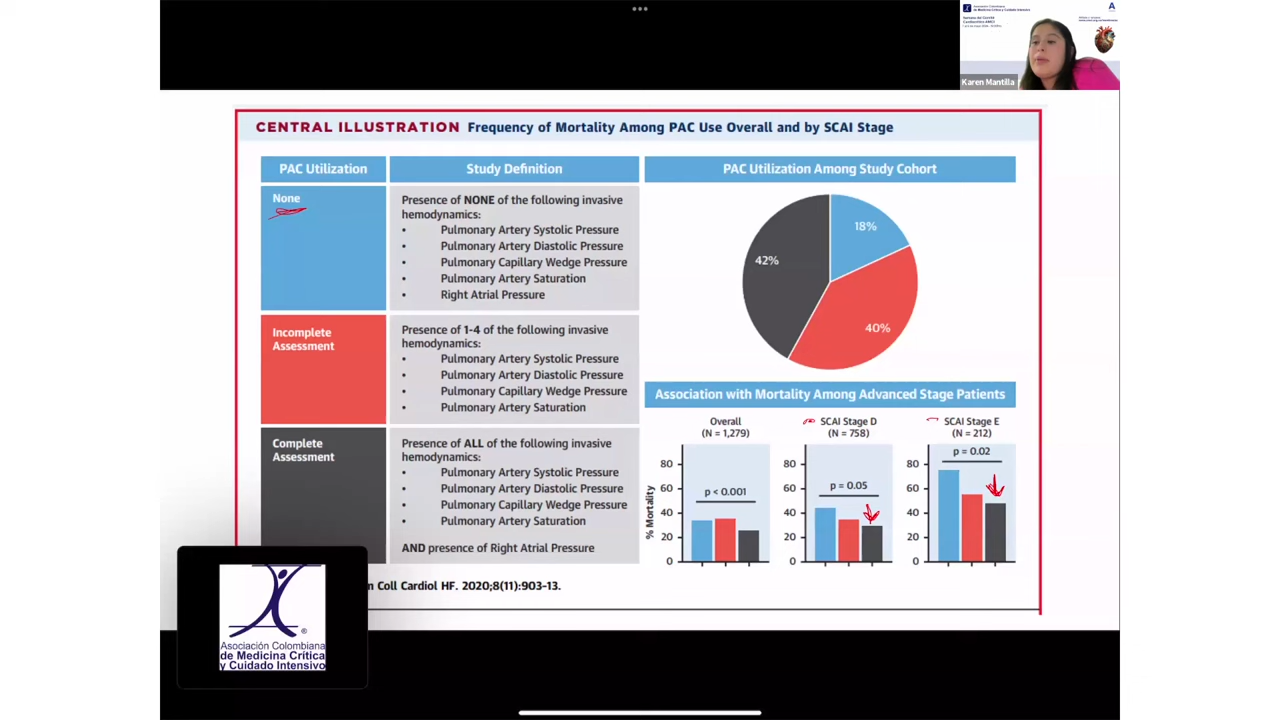 Asociación Colombiana
de Medicina Crítica y Cuidado Intensivo
Karen Mantilla
CENTRAL ILLUSTRATION Frequency of Mortality Among PAC Use Overall and by SCAI Stage
PAC Utilization
Study Definition
None
Presence of NONE of the following invasive
hemodynamics:
• Pulmonary Artery Systolic Pressure
• Pulmonary Artery Diastolic Pressure
• Pulmonary Capillary Wedge Pressure
• Pulmonary Artery Saturation
• Right Atrial Pressure
Incomplete
Assessment
Presence of 1-4 of the following invasive
hemodynamics:
• Pulmonary Artery Systolic Pressure
• Pulmonary Artery Diastolic Pressure
• Pulmonary Capillary Wedge Pressure
• Pulmonary Artery Saturation
Complete
Assessment
Presence of ALL of the following invasive
hemodynamics:
• Pulmonary Artery Systolic Pressure
• Pulmonary Artery Diastolic Pressure
• Pulmonary Capillary Wedge Pressure
• Pulmonary Artery Saturation
AND presence of Right Atrial Pressure
PAC Utilization Among Study Cohort
18%
42%
40%
Association with Mortality Among Advanced Stage Patients
% Mortality
Overall
(N = 1,279)
80
60
40
20
0
p < 0.001
SCAI Stage D
(N = 758)
80
60
40
20
0
p = 0.05
SCAI Stage E
(N = 212)
80
60
40
20
0
p = 0.02
Coll Cardiol HF. 2020;8(11):903-13.
®
Asociación Colombiana
de Medicina Crítica
y Cuidado Intensivo